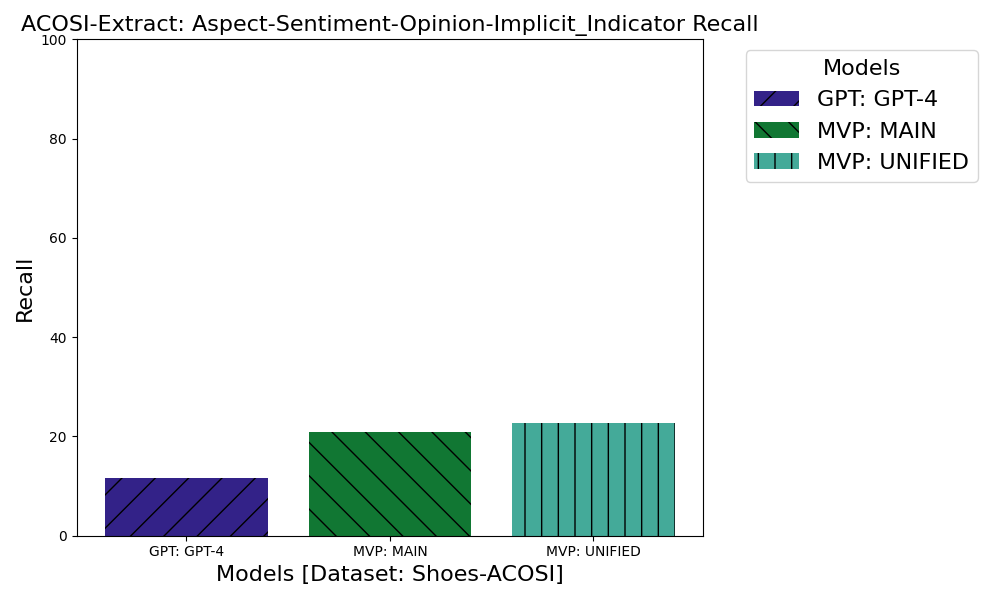 ACOSI-Extract: Aspect-Sentiment-Opinion-Implicit_Indicator Recall
100
80
60
40
20
0
Recall
GPT: GPT-4
MVP: MAIN
MVP: UNIFIED
Models [Dataset: Shoes-ACOSI]
Models
GPT: GPT-4
MVP: MAIN
MVP: UNIFIED